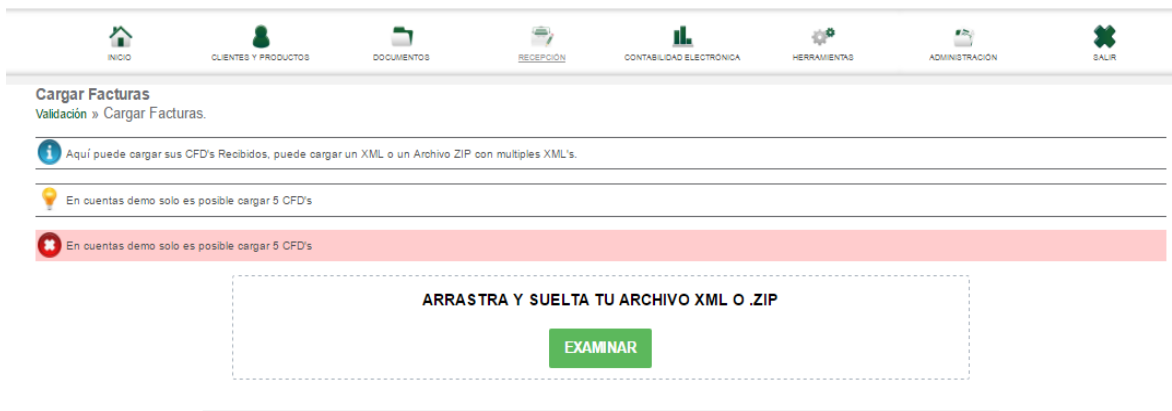 INICIO CLIENTES Y PRODUCTOS DOCUMENTOS RECEPCIÓN CONTABILIDAD ELECTRÓNICA HERRAMIENTAS ADMINISTRACIÓN SALIR
Cargar Facturas
Validación » Cargar Facturas.
Aquí puede cargar sus CFD's Recibidos, puede cargar un XML o un Archivo ZIP con multiples XML's.
En cuentas demo solo es posible cargar 5 CFD's
En cuentas demo solo es posible cargar 5 CFD's
ARRASTRA Y SUELTA TU ARCHIVO XML O .ZIP
EXAMINAR